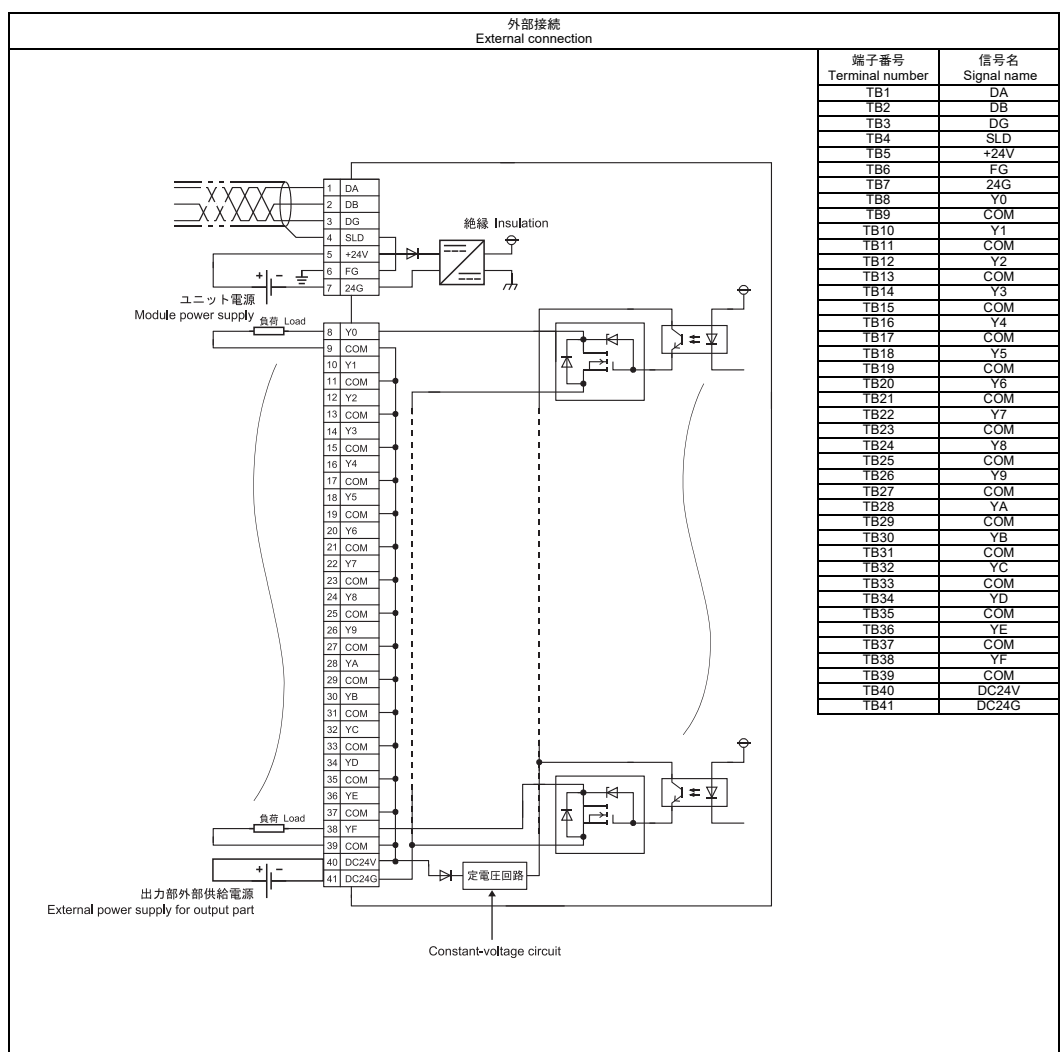 外部接続
External connection
端子番号 信号名
Terminal number Signal name
TB1 DA
TB2 DB
TB3 DG
TB4 SLD
TB5 +24V
TB6 FG
TB7 24G
TB8 Y0
TB9 COM
TB10 Y1
TB11 COM
TB12 Y2
TB13 COM
TB14 Y3
TB15 COM
TB16 Y4
TB17 COM
TB18 Y5
TB19 COM
TB20 Y6
TB21 COM
TB22 Y7
TB23 COM
TB24 Y8
TB25 COM
TB26 Y9
TB27 COM
TB28 YA
TB29 COM
TB30 YB
TB31 COM
TB32 YC
TB33 COM
TB34 YD
TB35 COM
TB36 YE
TB37 COM
TB38 YF
TB39 COM
TB40 DC24V
TB41 DC24G
1 DA
2 DB
3 DG
4 SLD
5 +24V
6 FG
7 24G
絶縁 Insulation
+ −
ユニット電源
Module power supply
負荷 Load
8 Y0
9 COM
10 Y1
11 COM
12 Y2
13 COM
14 Y3
15 COM
16 Y4
17 COM
18 Y5
19 COM
20 Y6
21 COM
22 Y7
23 COM
24 Y8
25 COM
26 Y9
27 COM
28 YA
29 COM
30 YB
31 COM
32 YC
33 COM
34 YD
35 COM
36 YE
37 COM
負荷 Load
38 YF
39 COM
40 DC24V
41 DC24G
+ −
出力部外部供給電源
External power supply for output part
定電圧回路
Constant-voltage circuit